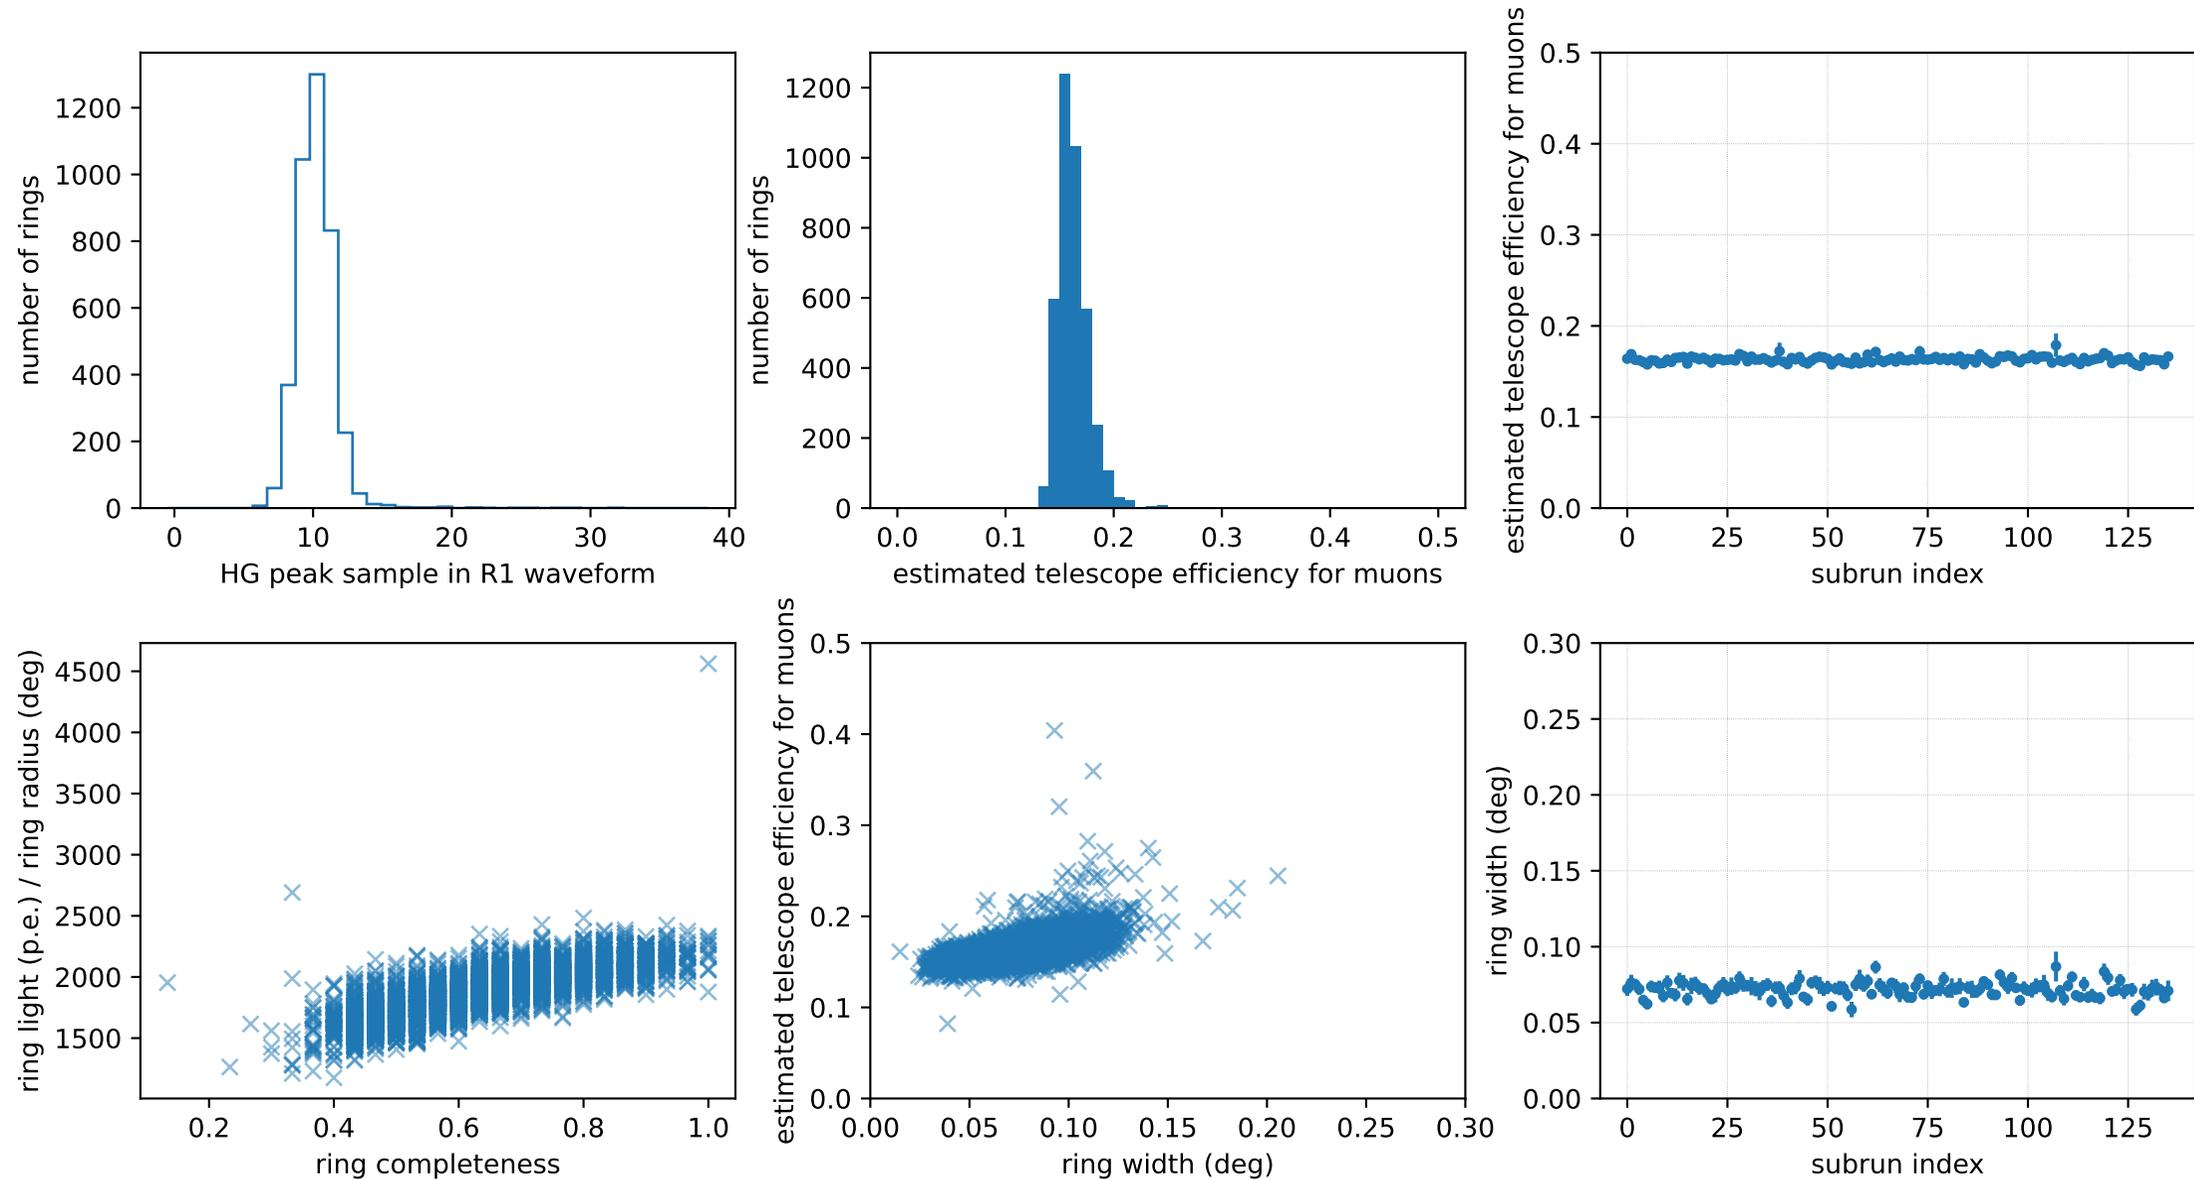 1200
1000
800
600
400
200
0
number of rings
0 10 20 30 40
HG peak sample in R1 waveform
1200
1000
800
600
400
200
0
number of rings
0.0 0.1 0.2 0.3 0.4 0.5
estimated telescope efficiency for muons
0.5
0.4
0.3
0.2
0.1
0.0
estimated telescope efficiency for muons
0 25 50 75 100 125
subrun index
4500
4000
3500
3000
2500
2000
1500
ring light (p.e.) / ring radius (deg)
0.2 0.4 0.6 0.8 1.0
ring completeness
0.5
0.4
0.3
0.2
0.1
0.0
estimated telescope efficiency for muons
0.00 0.05 0.10 0.15 0.20 0.25 0.30
ring width (deg)
0.30
0.25
0.20
0.15
0.10
0.05
0.00
ring width (deg)
0 25 50 75 100 125
subrun index